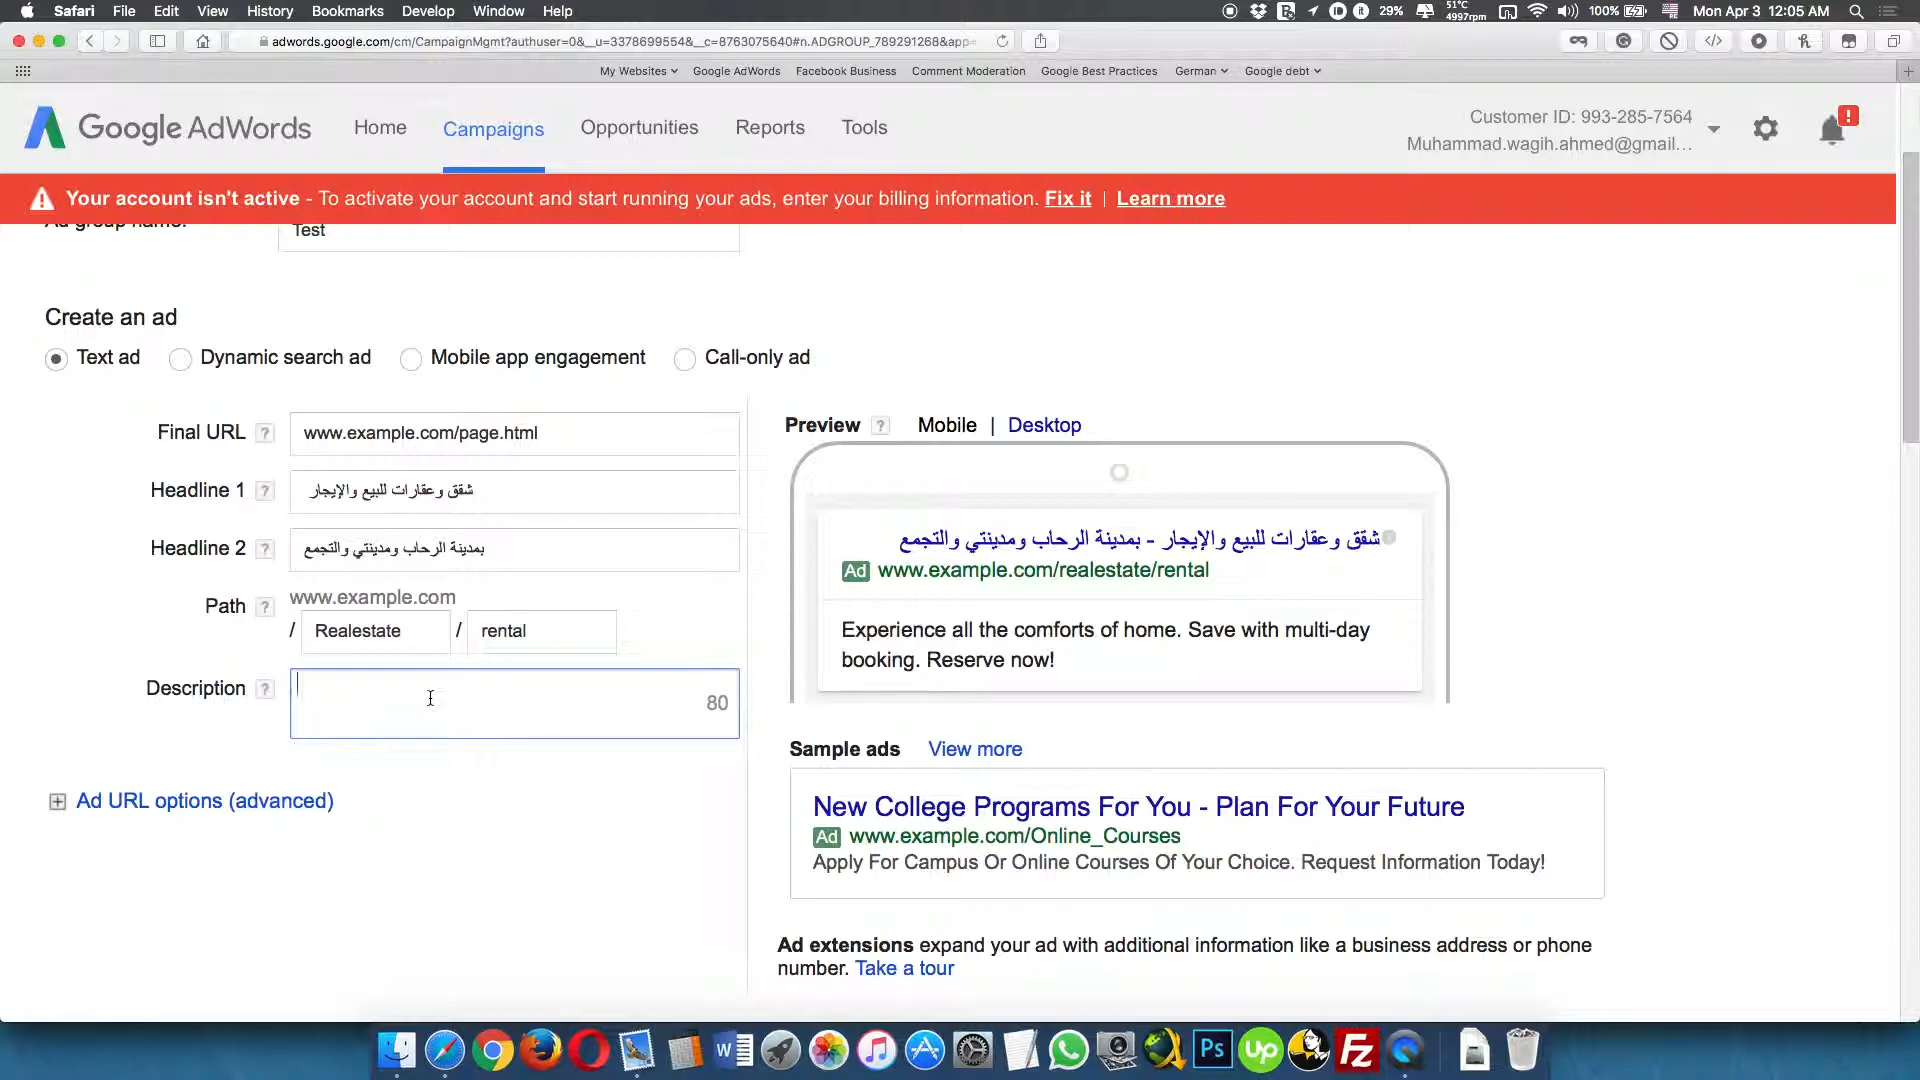 Safari File Edit View History Bookmarks Develop Window Help 29% 51°C 4997rpm 100% Mon Apr 3 12:05 AM
adwords.google.com/cm/CampaignMgmt?authuser=0&__u=3378699554&__c=8763075640#n.ADGROUP_789291268&app=
My Websites Google AdWords Facebook Business Comment Moderation Google Best Practices German Google debt
Google AdWords Home Campaigns Opportunities Reports Tools
Customer ID: 993-285-7564
Muhammad.wagih.ahmed@gmail...
!
Your account isn't active - To activate your account and start running your ads, enter your billing information. Fix it | Learn more
Ad group name: Test
Create an ad
Text ad Dynamic search ad Mobile app engagement Call-only ad
Final URL ? www.example.com/page.html
Headline 1 ? شقق وعقارات للبيع والإيجار
Headline 2 ? بمدينة الرحاب ومدينتي والتجمع
Path ? www.example.com
/ Realestate / rental
Description ? 80
Ad URL options (advanced)
Preview ? Mobile | Desktop
شقق وعقارات للبيع والإيجار - بمدينة الرحاب ومدينتي والتجمع
Ad www.example.com/realestate/rental
Experience all the comforts of home. Save with multi-day
booking. Reserve now!
Sample ads View more
New College Programs For You - Plan For Your Future
Ad www.example.com/Online_Courses
Apply For Campus Or Online Courses Of Your Choice. Request Information Today!
Ad extensions expand your ad with additional information like a business address or phone
number. Take a tour
W Ps up Fz